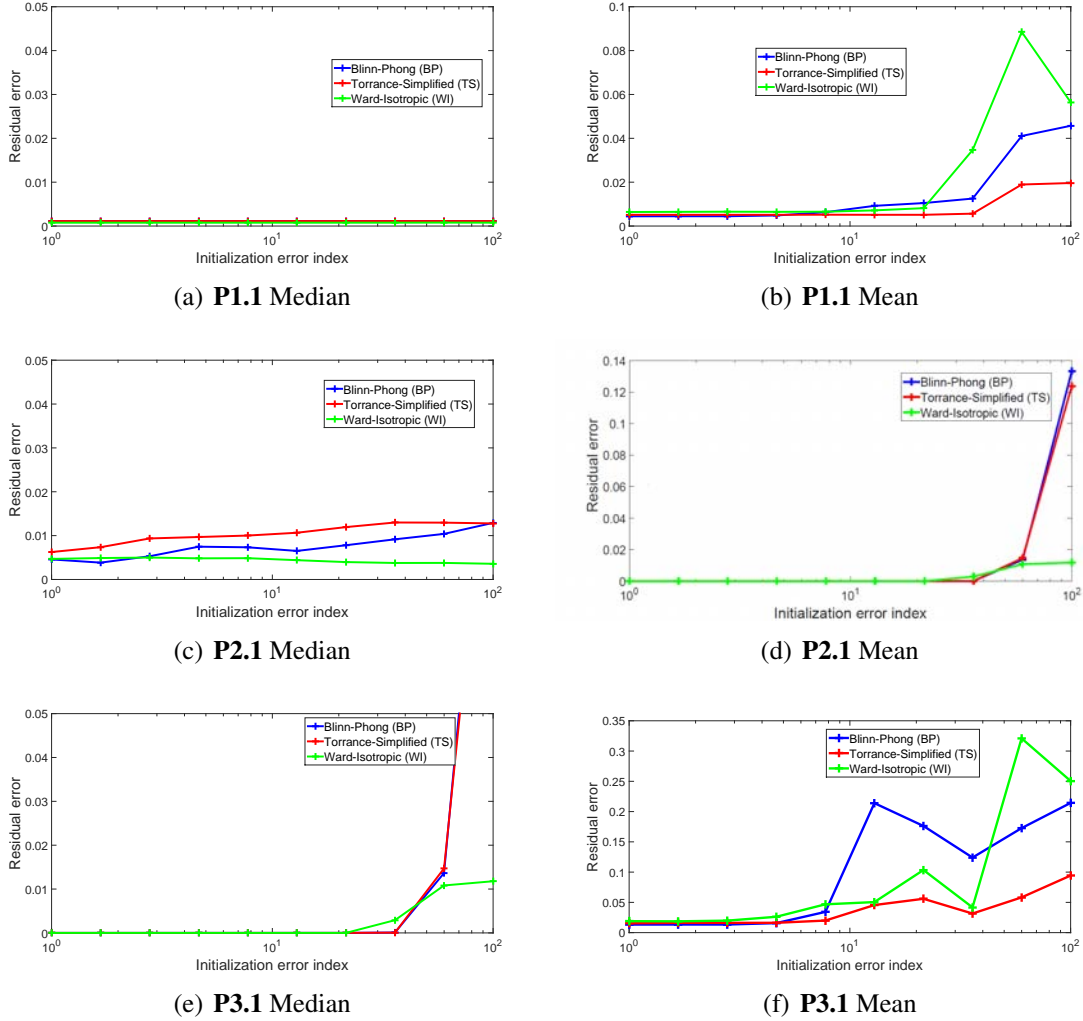 0.05
0.04
0.03
0.02
0.01
0
Residual error
Blinn-Phong (BP)
Torrance-Simplified (TS)
Ward-Isotropic (WI)
10^0
10^1
10^2
Initialization error index
(a) P1.1 Median
0.1
0.08
0.06
0.04
0.02
0
Residual error
Blinn-Phong (BP)
Torrance-Simplified (TS)
Ward-Isotropic (WI)
10^0
10^1
10^2
Initialization error index
(b) P1.1 Mean
0.05
0.04
0.03
0.02
0.01
0
Residual error
Blinn-Phong (BP)
Torrance-Simplified (TS)
Ward-Isotropic (WI)
10^0
10^1
10^2
Initialization error index
(c) P2.1 Median
0.14
0.12
0.1
0.08
0.06
0.04
0.02
0
Residual error
Blinn-Phong (BP)
Torrance-Simplified (TS)
Ward-Isotropic (WI)
10^0
10^1
10^2
Initialization error index
(d) P2.1 Mean
0.05
0.04
0.03
0.02
0.01
0
Residual error
Blinn-Phong (BP)
Torrance-Simplified (TS)
Ward-Isotropic (WI)
10^0
10^1
10^2
Initialization error index
(e) P3.1 Median
0.35
0.3
0.25
0.2
0.15
0.1
0.05
0
Residual error
Blinn-Phong (BP)
Torrance-Simplified (TS)
Ward-Isotropic (WI)
10^0
10^1
10^2
Initialization error index
(f) P3.1 Mean